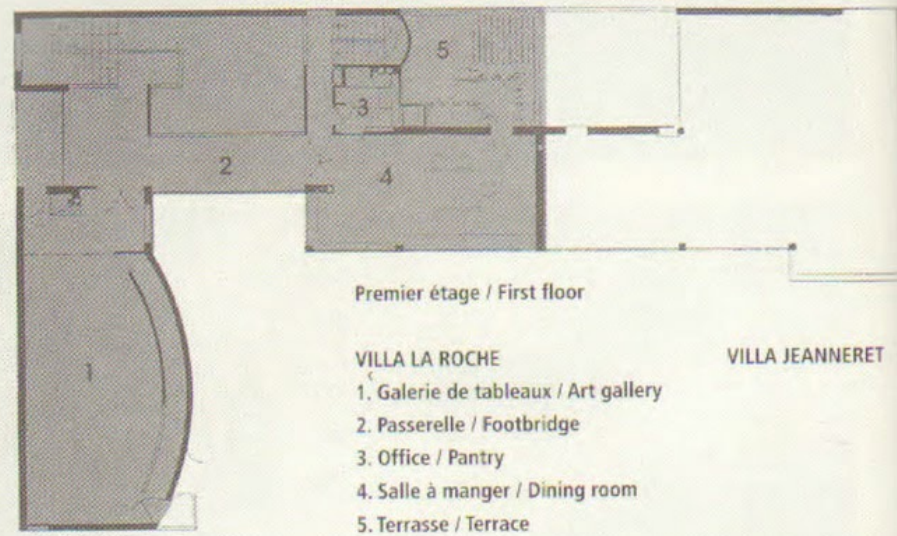 5
3
2
4
1
Premier étage / First floor
VILLA LA ROCHE
VILLA JEANNERET
1. Galerie de tableaux / Art gallery
2. Passerelle / Footbridge
3. Office / Pantry
4. Salle à manger / Dining room
5. Terrasse / Terrace